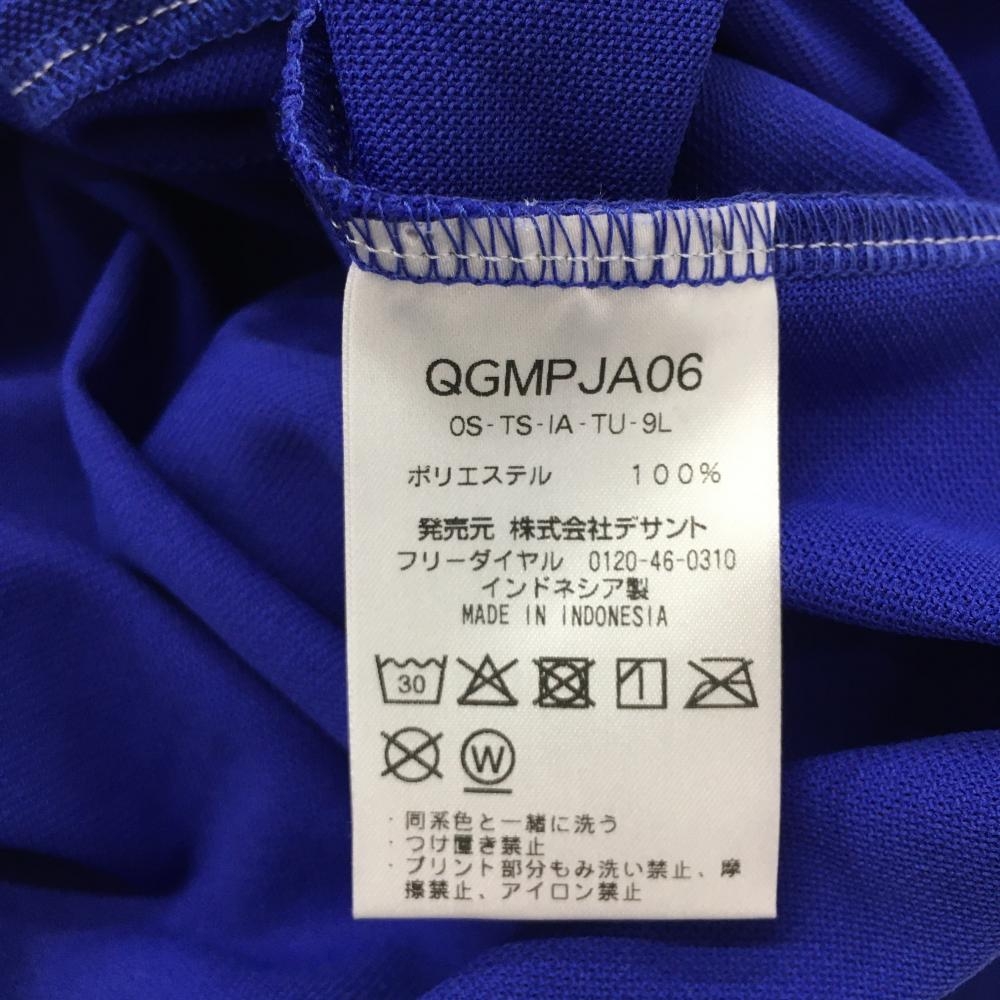 QGMPJA06
OS-TS-IA-TU-9L
ポリエステル 100%
発売元 株式会社デサント
フリーダイヤル 0120-46-0310
インドネシア製
MADE IN INDONESIA
30
W
・同系色と一緒に洗う
・つけ置き禁止
・プリント部分もみ洗い禁止、摩
擦禁止、アイロン禁止